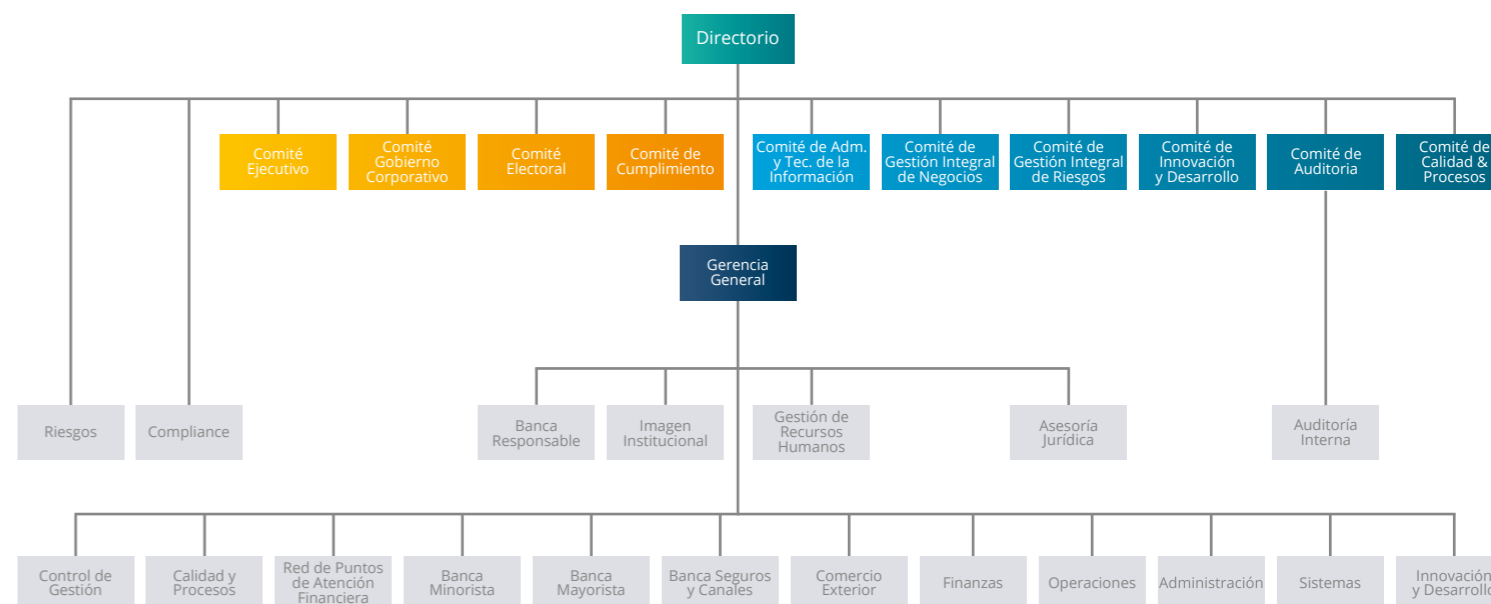 Directorio
Comité
Ejecutivo
Comité
Gobierno
Corporativo
Comité
Electoral
Comité de
Cumplimiento
Comité de Adm.
y Tec. de la
Información
Comité de
Gestión Integral
de Negocios
Comité de
Gestión Integral
de Riesgos
Comité de
Innovación
y Desarrollo
Comité de
Auditoria
Comité de
Calidad &
Procesos
Gerencia
General
Riesgos
Compliance
Banca
Responsable
Imagen
Institucional
Gestión de
Recursos
Humanos
Asesoría
Jurídica
Auditoría
Interna
Control de
Gestión
Calidad y
Procesos
Red de Puntos
de Atención
Financiera
Banca
Minorista
Banca
Mayorista
Banca Seguros
y Canales
Comercio
Exterior
Finanzas
Operaciones
Administración
Sistemas
Innovación
y Desarrollo